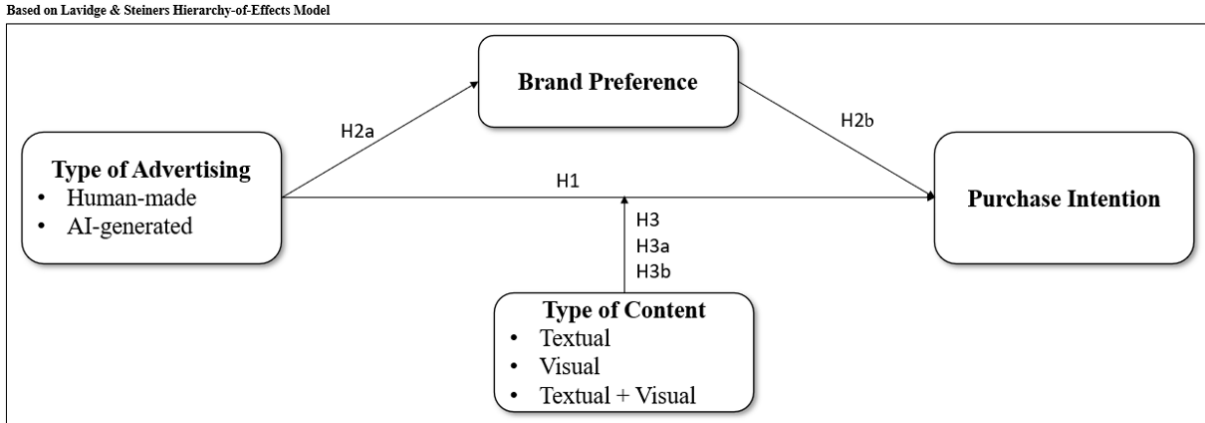 Based on Lavidge & Steiners Hierarchy-of-Effects Model
Brand Preference
H2a
H2b
Type of Advertising
• Human-made
• AI-generated
H1
Purchase Intention
H3
H3a
H3b
Type of Content
• Textual
• Visual
• Textual + Visual